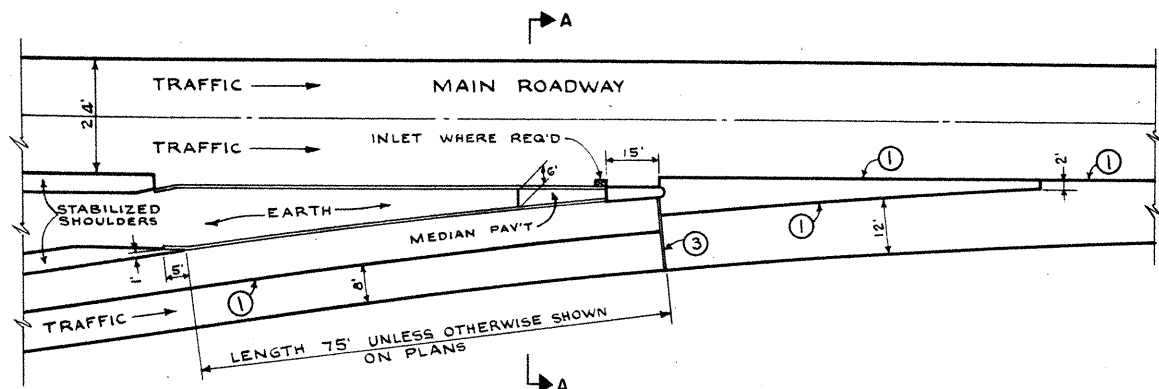 A
TRAFFIC
MAIN ROADWAY
24'
INLET WHERE REQ'D
TRAFFIC
15'
6'
1
1
2'
STABILIZED
SHOULDERS
EARTH
MEDIAN PAV'T
1
12'
3
1'
5'
1
8'
TRAFFIC
LENGTH 75' UNLESS OTHERWISE SHOWN
ON PLANS
A